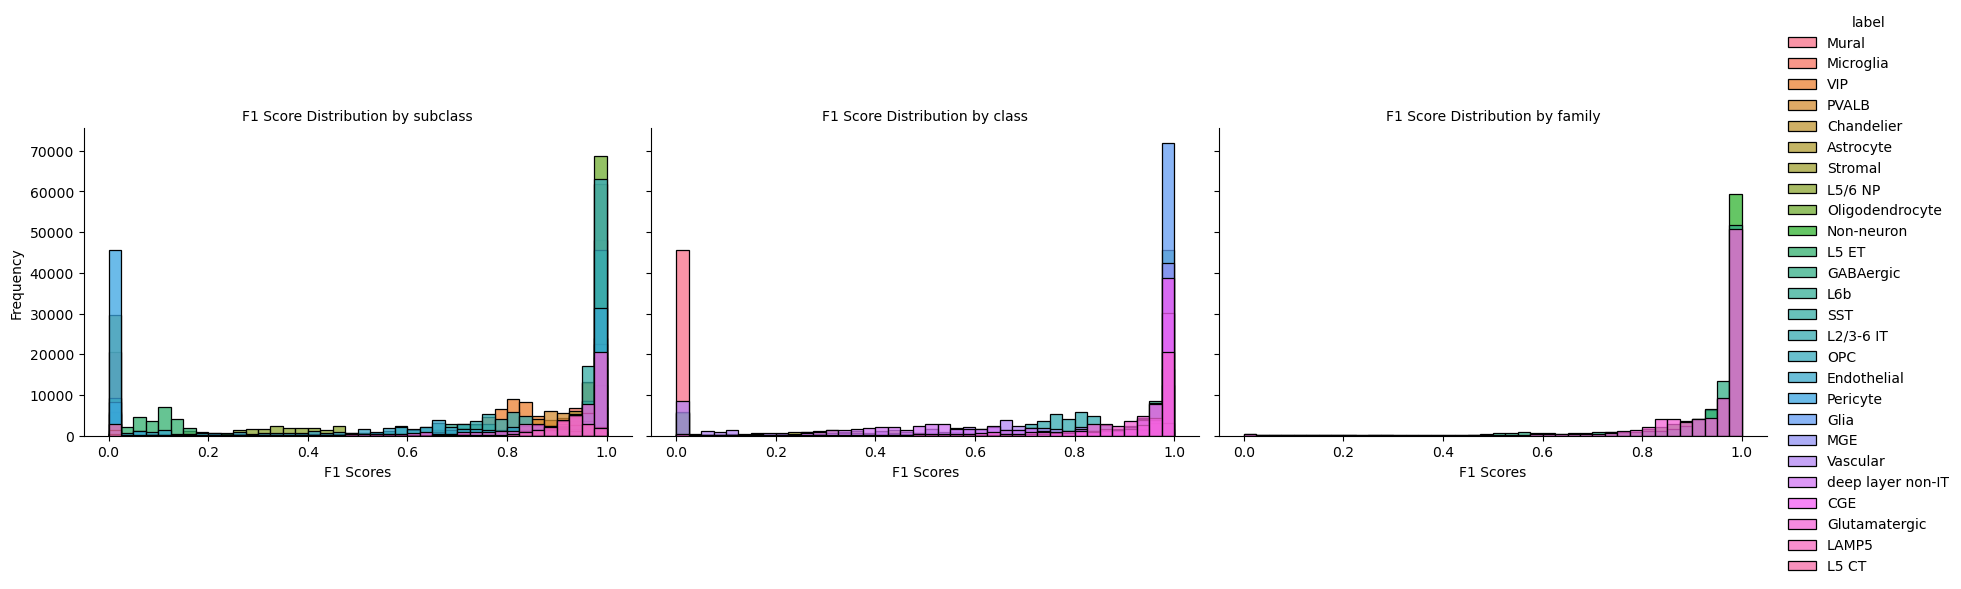 F1 Score Distribution by subclass
F1 Score Distribution by class
F1 Score Distribution by family
Frequency
70000
60000
50000
40000
30000
20000
10000
0
0.0 0.2 0.4 0.6 0.8 1.0
F1 Scores
0.0 0.2 0.4 0.6 0.8 1.0
F1 Scores
0.0 0.2 0.4 0.6 0.8 1.0
F1 Scores
label
Mural
Microglia
VIP
PVALB
Chandelier
Astrocyte
Stromal
L5/6 NP
Oligodendrocyte
Non-neuron
L5 ET
GABAergic
L6b
SST
L2/3-6 IT
OPC
Endothelial
Pericyte
Glia
MGE
Vascular
deep layer non-IT
CGE
Glutamatergic
LAMP5
L5 CT